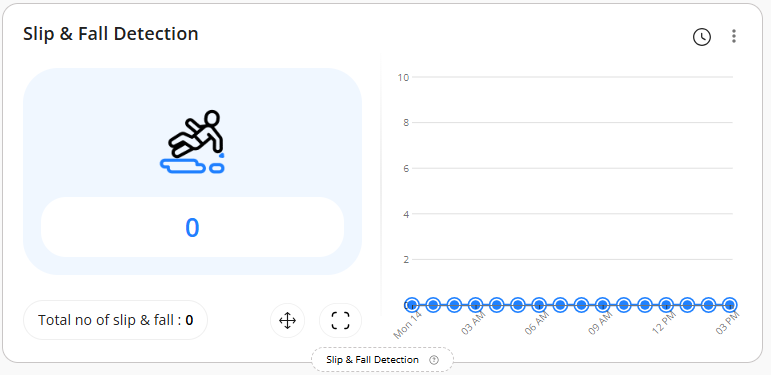 Slip & Fall Detection
0
Total no of slip & fall : 0
10
8
6
4
2
0
Mon 14
03 AM
06 AM
09 AM
12 PM
03 PM
Slip & Fall Detection